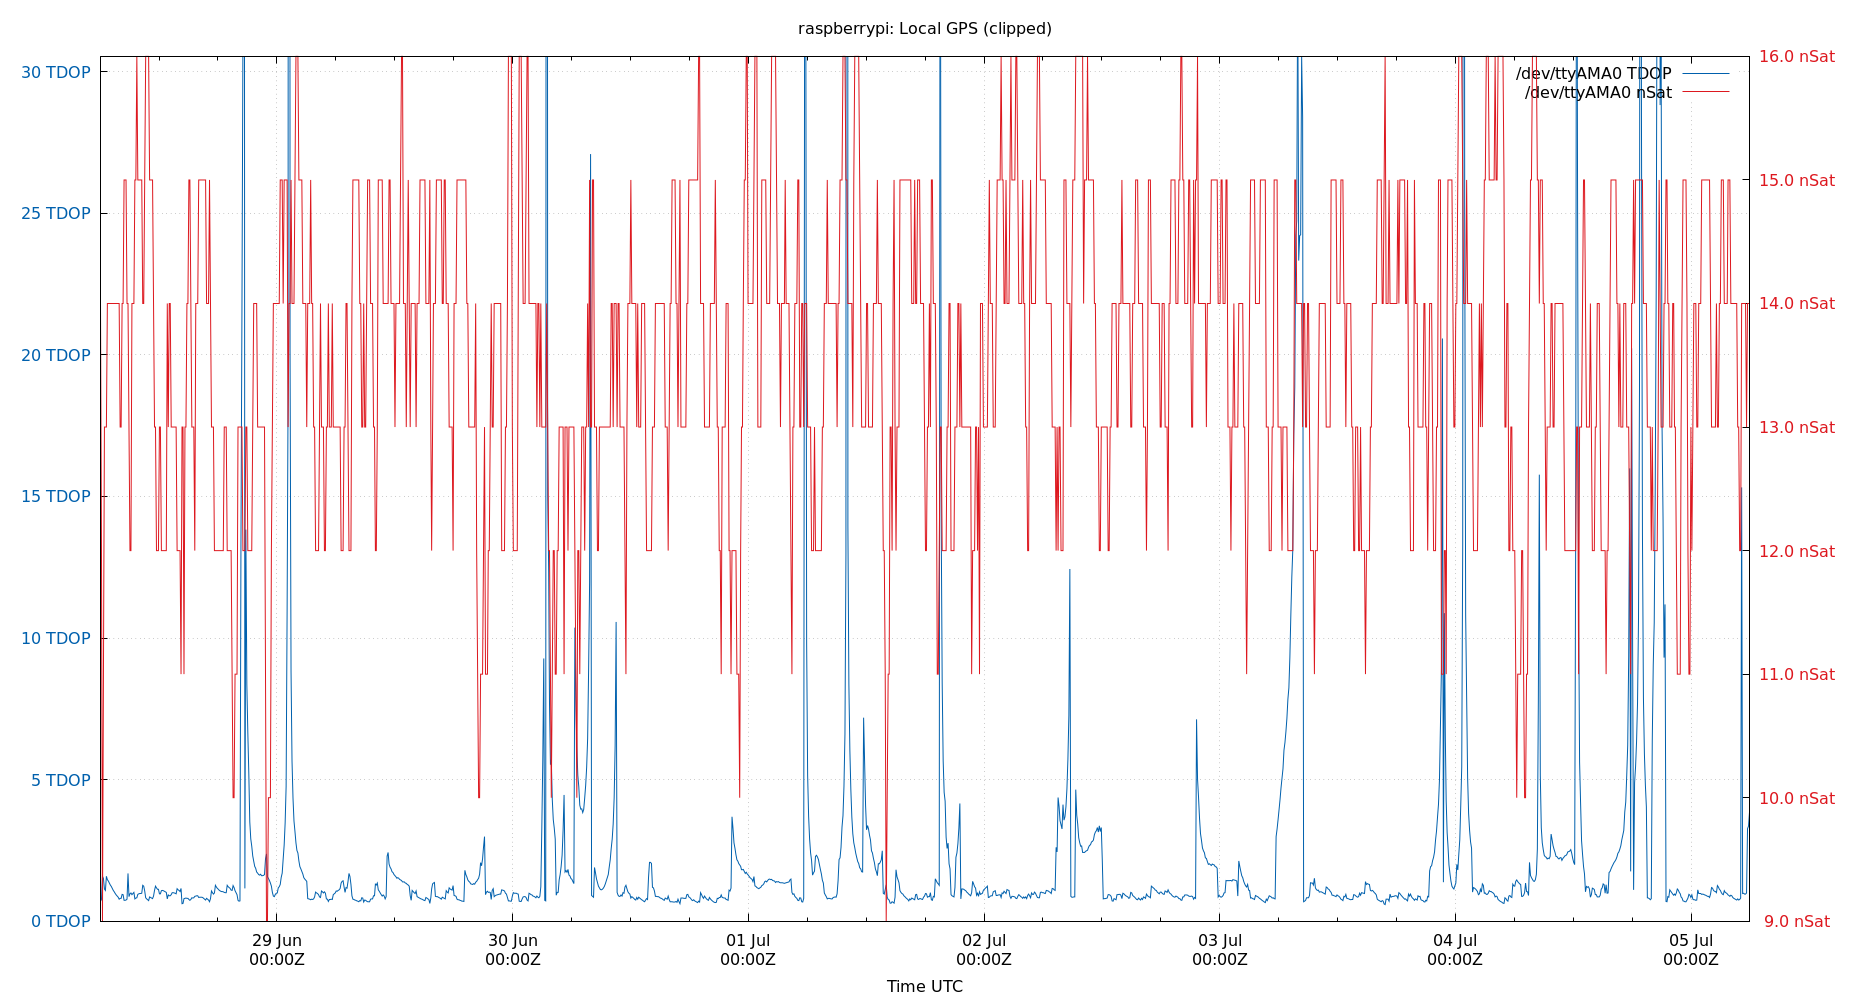 raspberrypi: Local GPS (clipped)
30 TDOP
25 TDOP
20 TDOP
15 TDOP
10 TDOP
5 TDOP
0 TDOP
16.0 nSat
15.0 nSat
14.0 nSat
13.0 nSat
12.0 nSat
11.0 nSat
10.0 nSat
9.0 nSat
/dev/ttyAMA0 TDOP
/dev/ttyAMA0 nSat
29 Jun
00:00Z
30 Jun
00:00Z
01 Jul
00:00Z
02 Jul
00:00Z
03 Jul
00:00Z
04 Jul
00:00Z
05 Jul
00:00Z
Time UTC